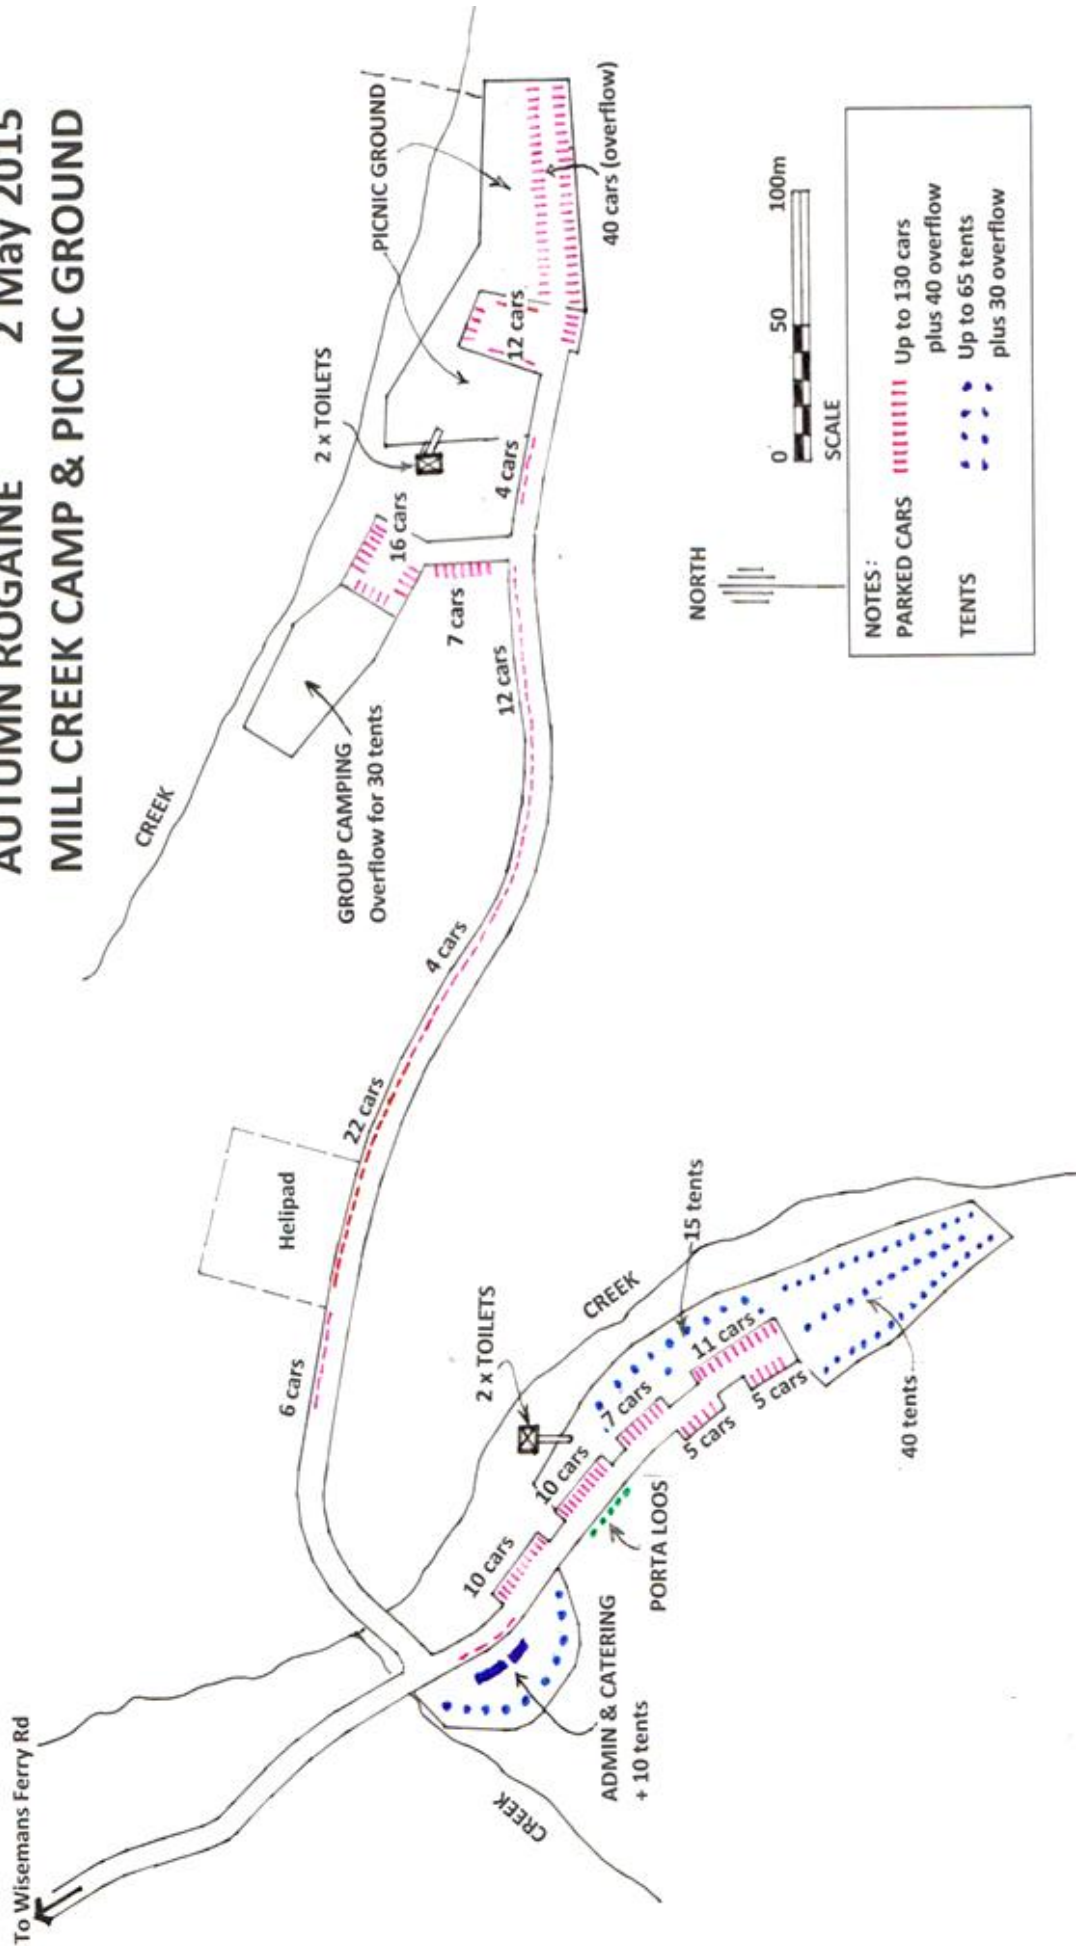 AUTUMN ROGAINE 2 May 2015
MILL CREEK CAMP & PICNIC GROUND
To Wisemans Ferry Rd
CREEK
PICNIC GROUND
2 x TOILETS
16 cars
12 cars
40 cars (overflow)
4 cars
7 cars
12 cars
GROUP CAMPING
Overflow for 30 tents
4 cars
22 cars
Helipad
6 cars
2 x TOILETS
CREEK
15 tents
10 cars
10 cars
7 cars
11 cars
5 cars
5 cars
40 tents
PORTA LOOS
ADMIN & CATERING
+ 10 tents
CREEK
NORTH
0 50 100m
SCALE
NOTES:
PARKED CARS Up to 130 cars
plus 40 overflow
TENTS Up to 65 tents
plus 30 overflow